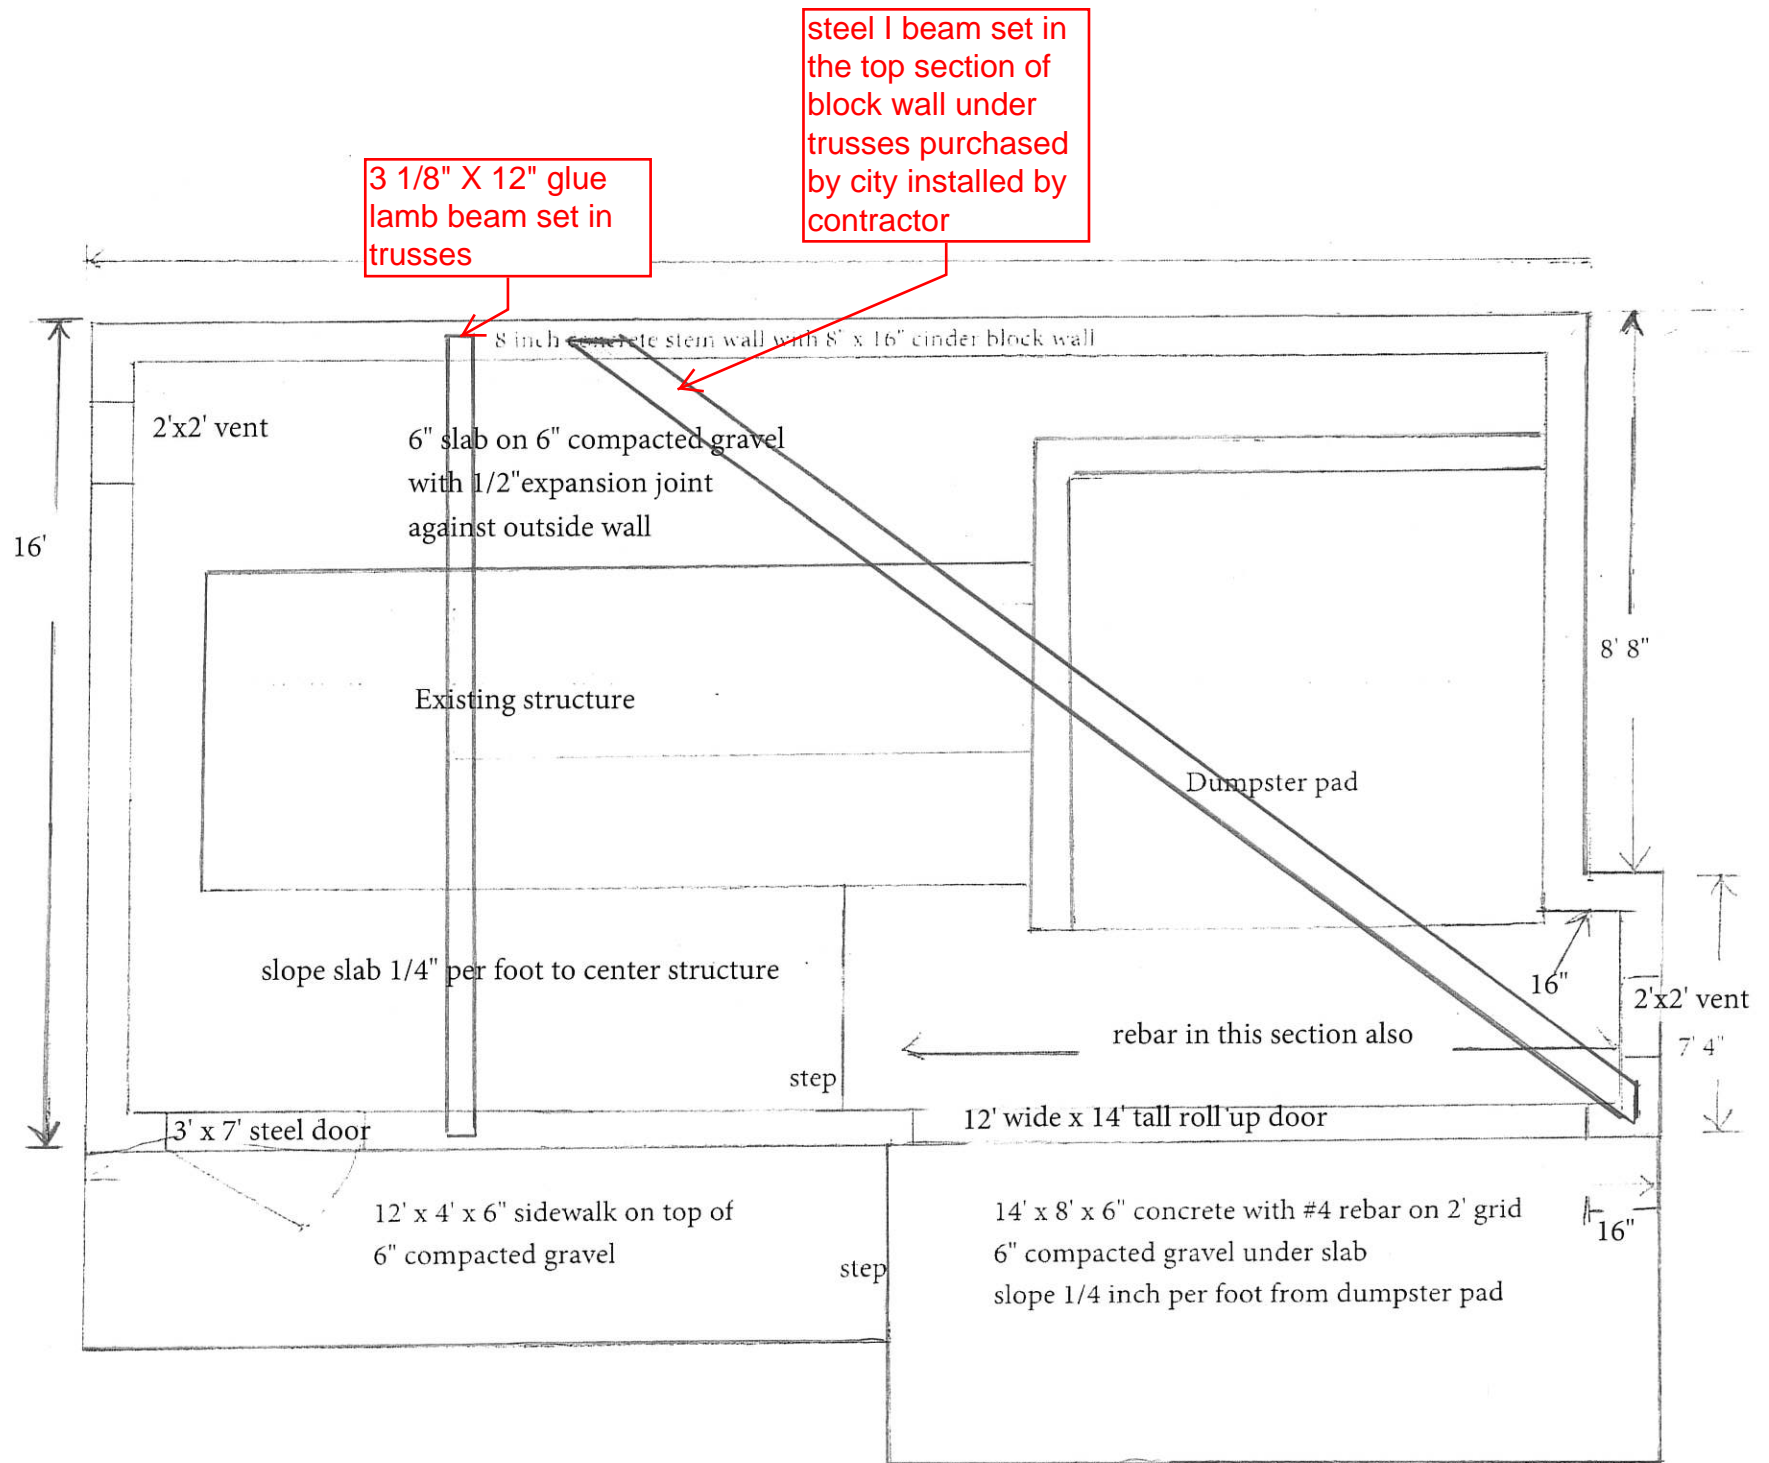 steel I beam set in
the top section of
block wall under
trusses purchased
by city installed by
contractor
3 1/8" X 12" glue
lamb beam set in
trusses
8 inch concrete stem wall with 8' x 16" cinder block wall
2'x2' vent
6" slab on 6" compacted gravel
with 1/2"expansion joint
against outside wall
16'
8' 8"
Existing structure
Dumpster pad
slope slab 1/4" per foot to center structure
16"
2'x2' vent
rebar in this section also
7' 4"
step
3' x 7' steel door
12' wide x 14' tall roll up door
12' x 4' x 6" sidewalk on top of
6" compacted gravel
step
14' x 8' x 6" concrete with #4 rebar on 2' grid
6" compacted gravel under slab
slope 1/4 inch per foot from dumpster pad
16"